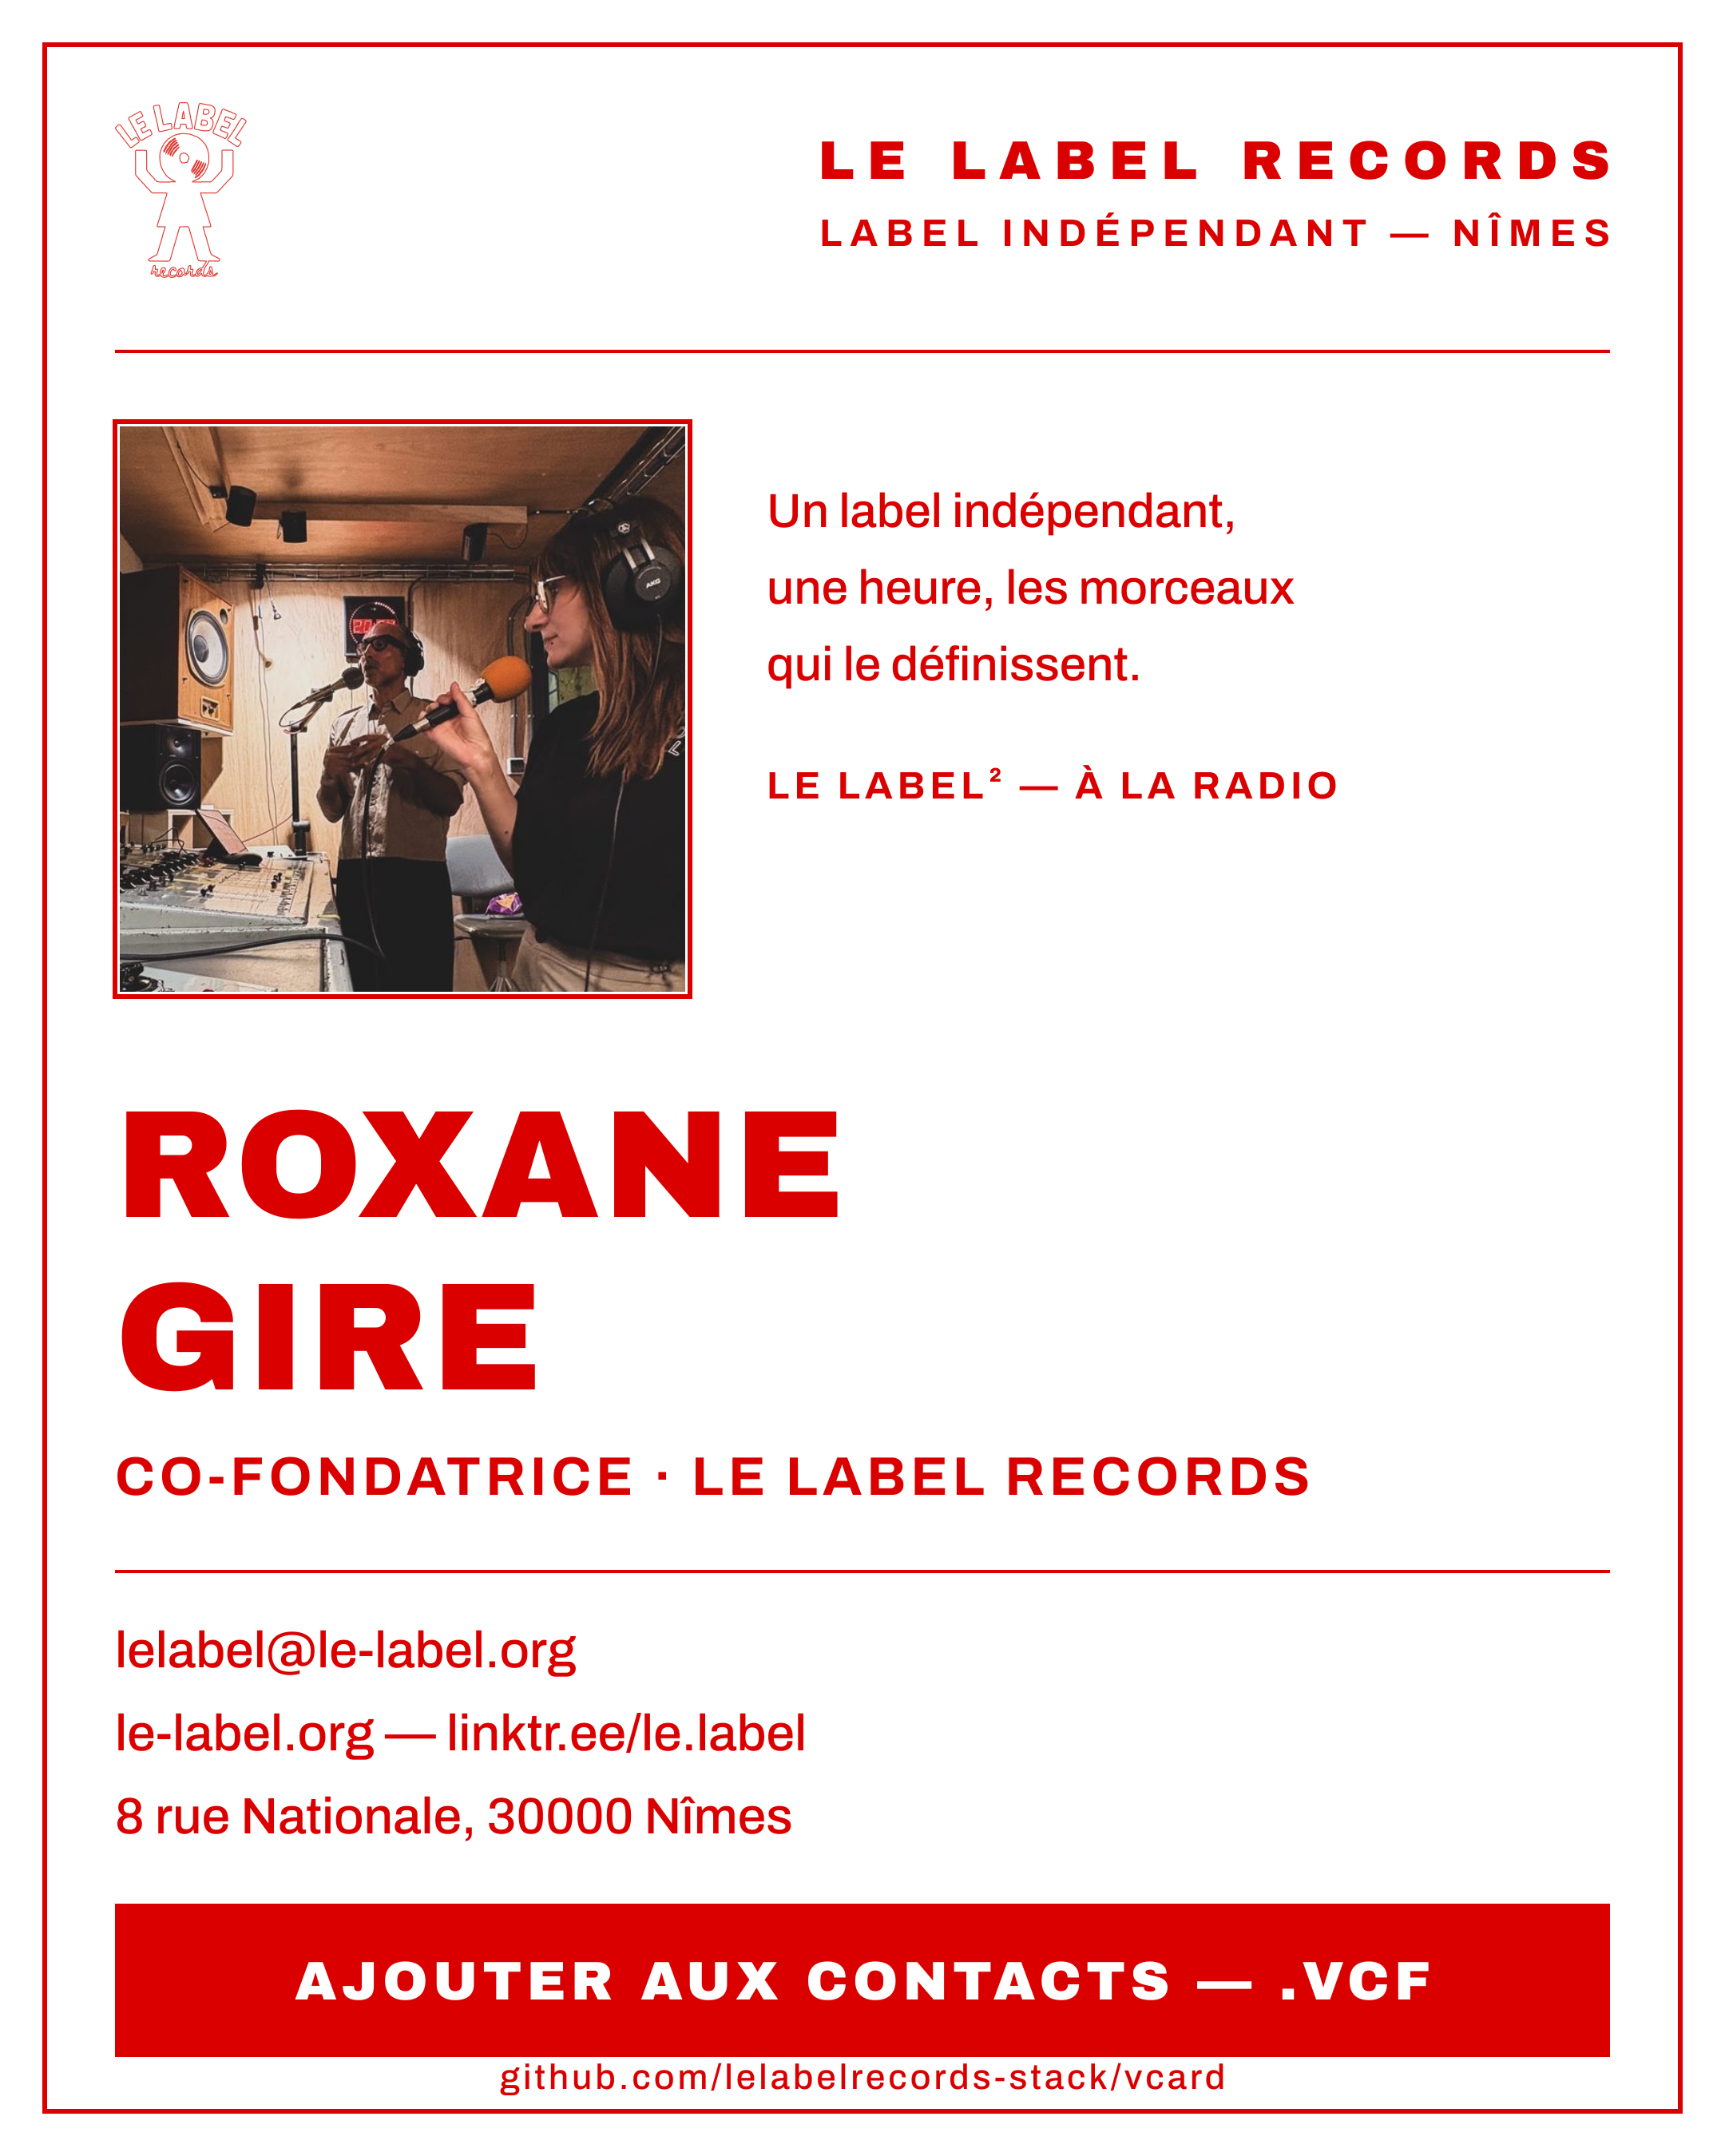 LE LABEL
records
LE LABEL RECORDS
LABEL INDÉPENDANT — NÎMES
AKG
Un label indépendant,
une heure, les morceaux
qui le définissent.
LE LABEL² — À LA RADIO
ROXANE
GIRE
CO-FONDATRICE · LE LABEL RECORDS
lelabel@le-label.org
le-label.org — linktr.ee/le.label
8 rue Nationale, 30000 Nîmes
AJOUTER AUX CONTACTS — .VCF
github.com/lelabelrecords-stack/vcard